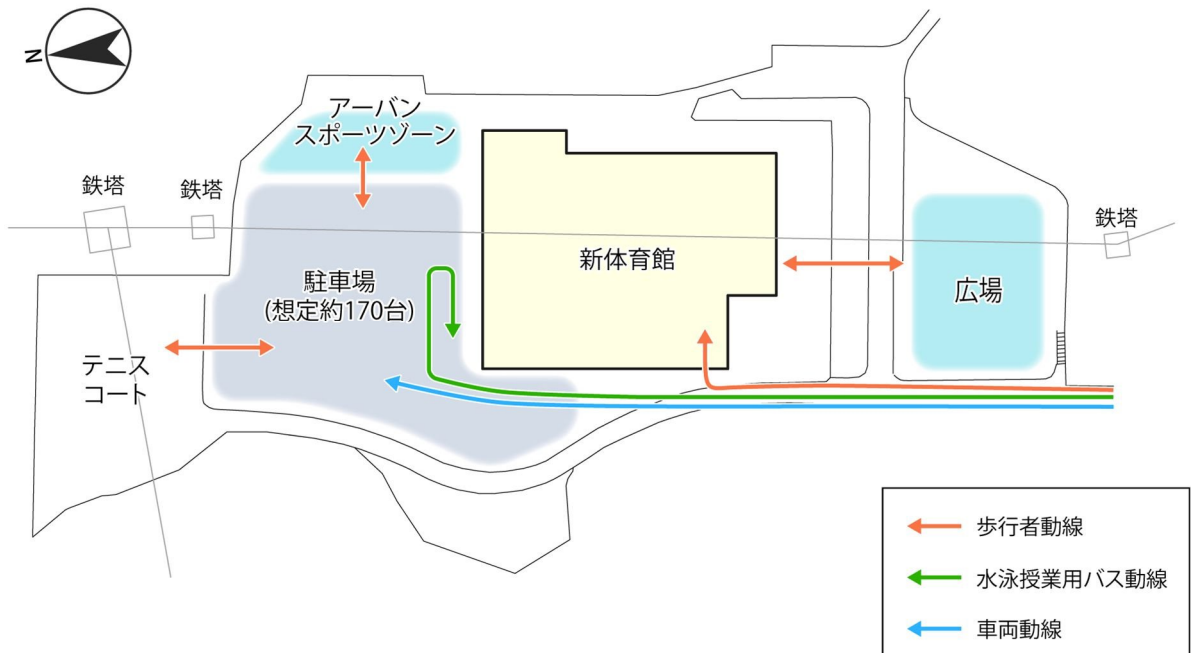 N
アーバン
スポーツゾーン
鉄塔
鉄塔
鉄塔
新体育館
駐車場
(想定約170台)
広場
テニス
コート
歩行者動線
水泳授業用バス動線
車両動線